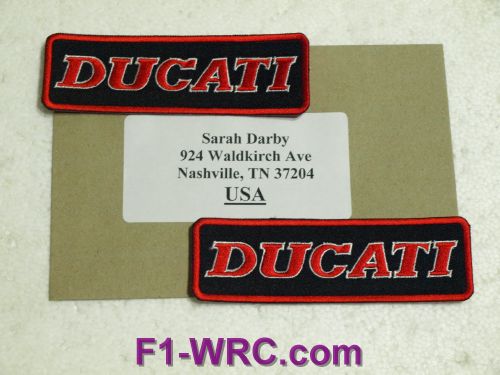 DUCATI
Sarah Darby
924 Waldkirch Ave
Nashville, TN 37204
USA
DUCATI
F1-WRC.com